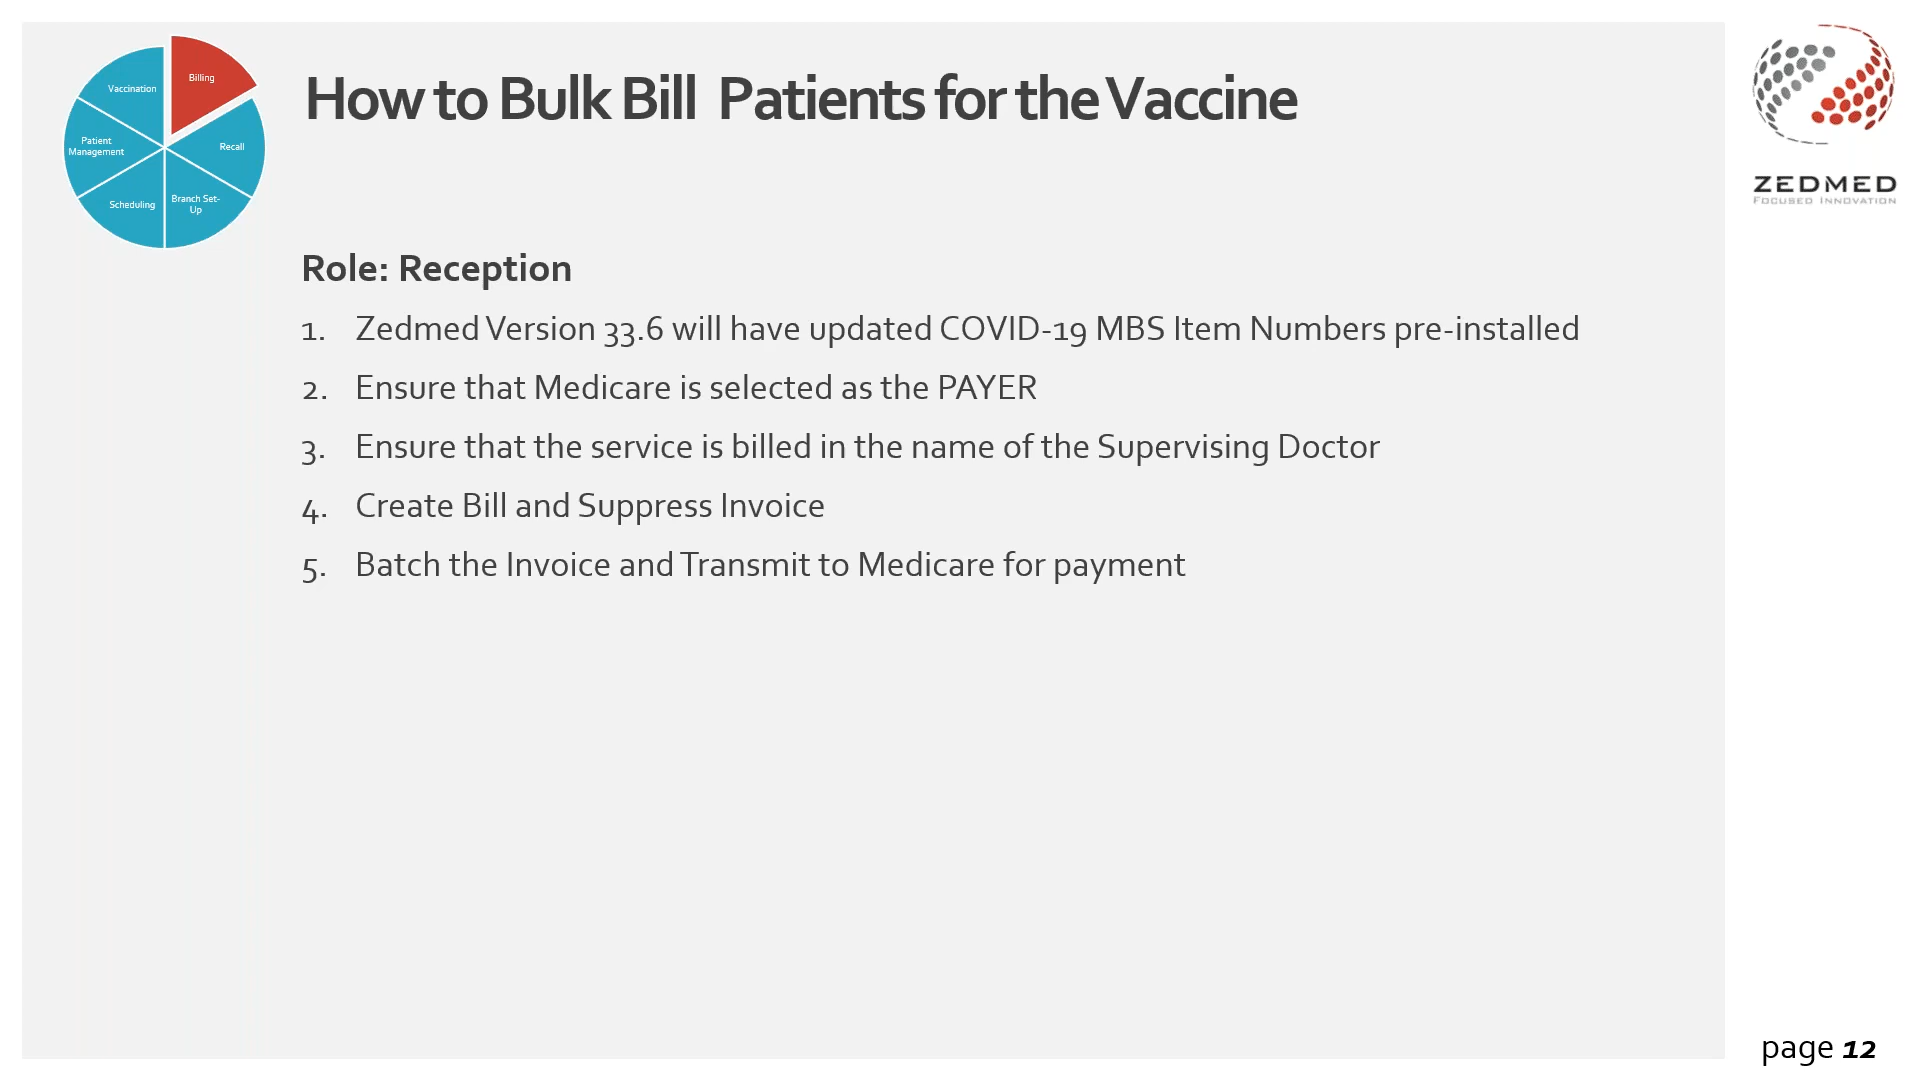 Billing
Vaccination
Recall
Patient
Management
Branch Set-
Up
Scheduling
How to Bulk Bill Patients for the Vaccine
ZEDMED
FOCUSED INNOVATION
Role: Reception
1. Zedmed Version 33.6 will have updated COVID-19 MBS Item Numbers pre-installed
2. Ensure that Medicare is selected as the PAYER
3. Ensure that the service is billed in the name of the Supervising Doctor
4. Create Bill and Suppress Invoice
5. Batch the Invoice and Transmit to Medicare for payment
page 12